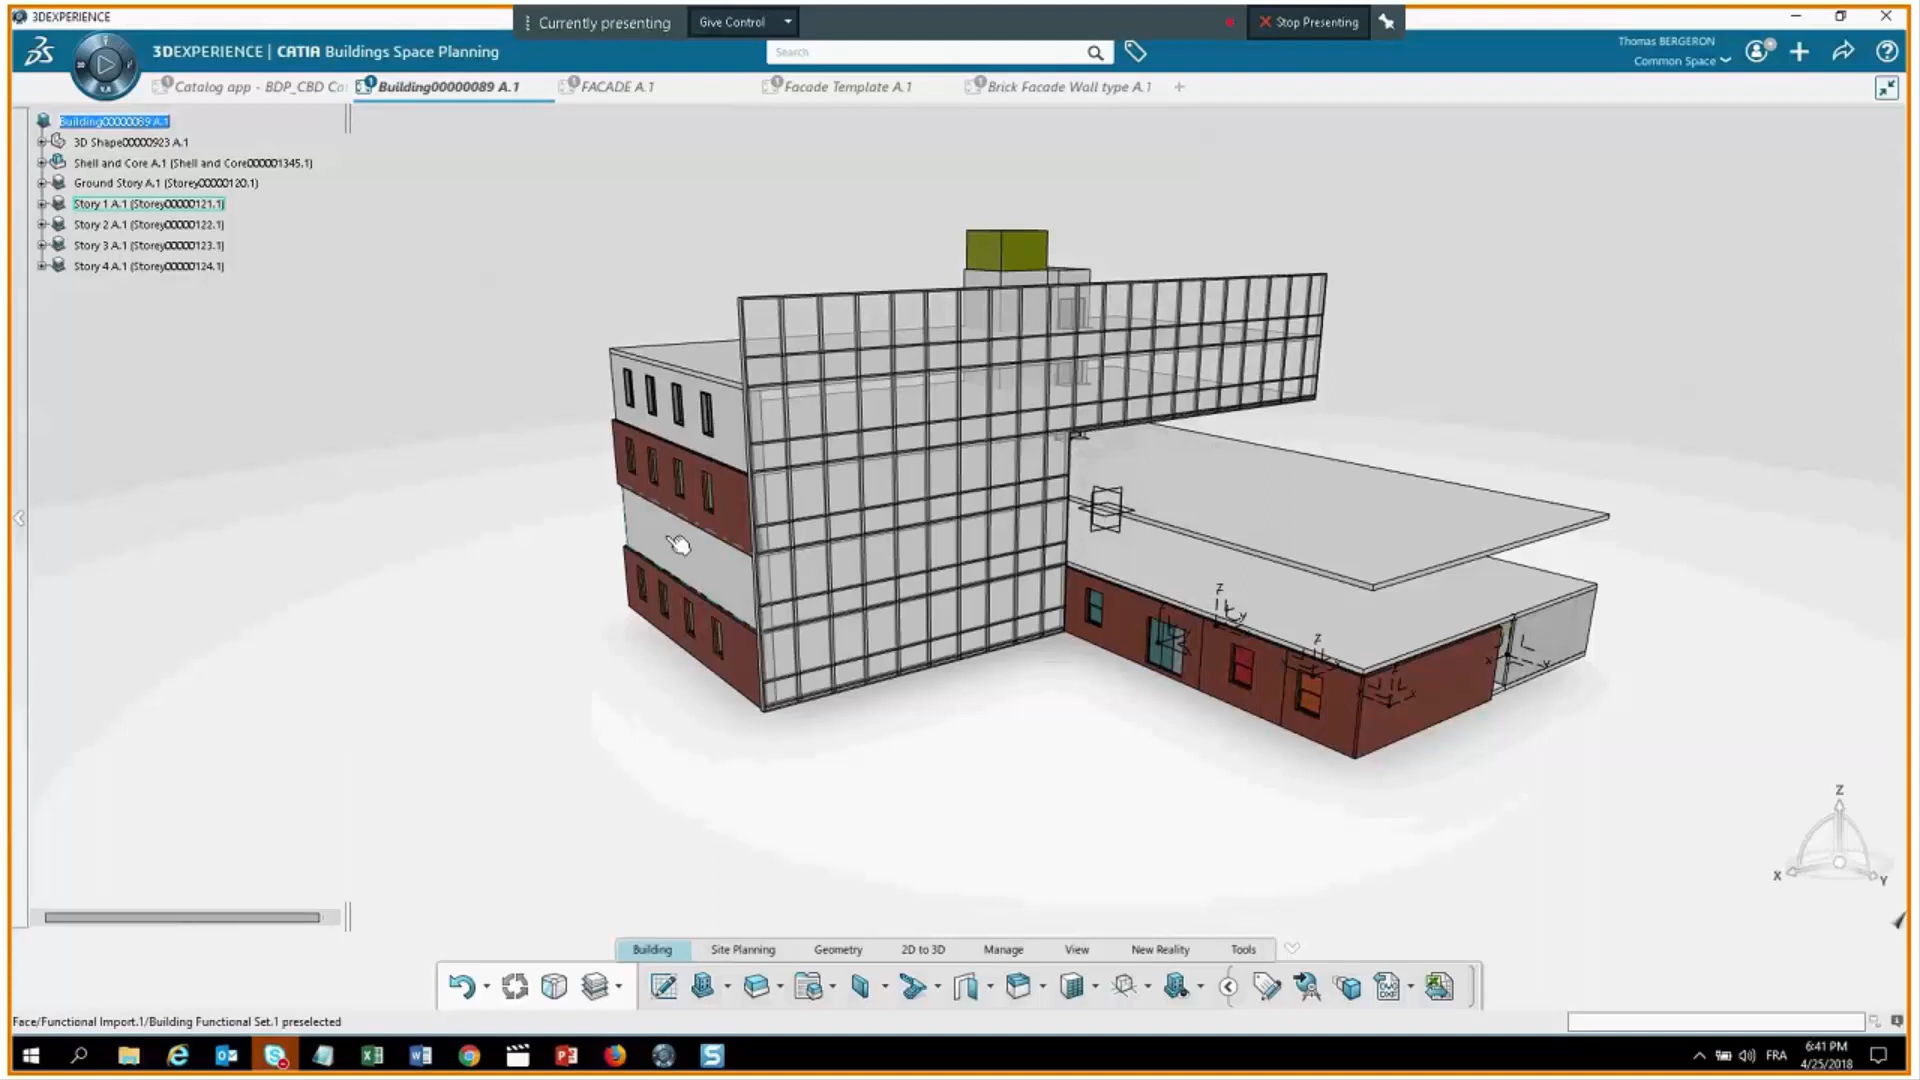 3DEXPERIENCE
Currently presenting
Give Control
Stop Presenting
3DEXPERIENCE | CATIA Buildings Space Planning
Search
Thomas BERGERON
Common Space
Catalog app - BDP_CBD Ca
Building00000089 A.1
FACADE A.1
Facade Template A.1
Brick Facade Wall type A.1
Building00000089 A.1
3D Shape00000923 A.1
Shell and Core A.1 (Shell and Core00001345.1)
Ground Story A.1 (Storey00000120.1)
Story 1 A.1 (Storey00000121.1)
Story 2 A.1 (Storey00000122.1)
Story 3 A.1 (Storey00000123.1)
Story 4 A.1 (Storey00000124.1)
Z
X
Y
Building
Site Planning
Geometry
2D to 3D
Manage
View
New Reality
Tools
Face/Functional Import.1/Building Functional Set.1 preselected
FRA
6:41 PM
4/25/2018